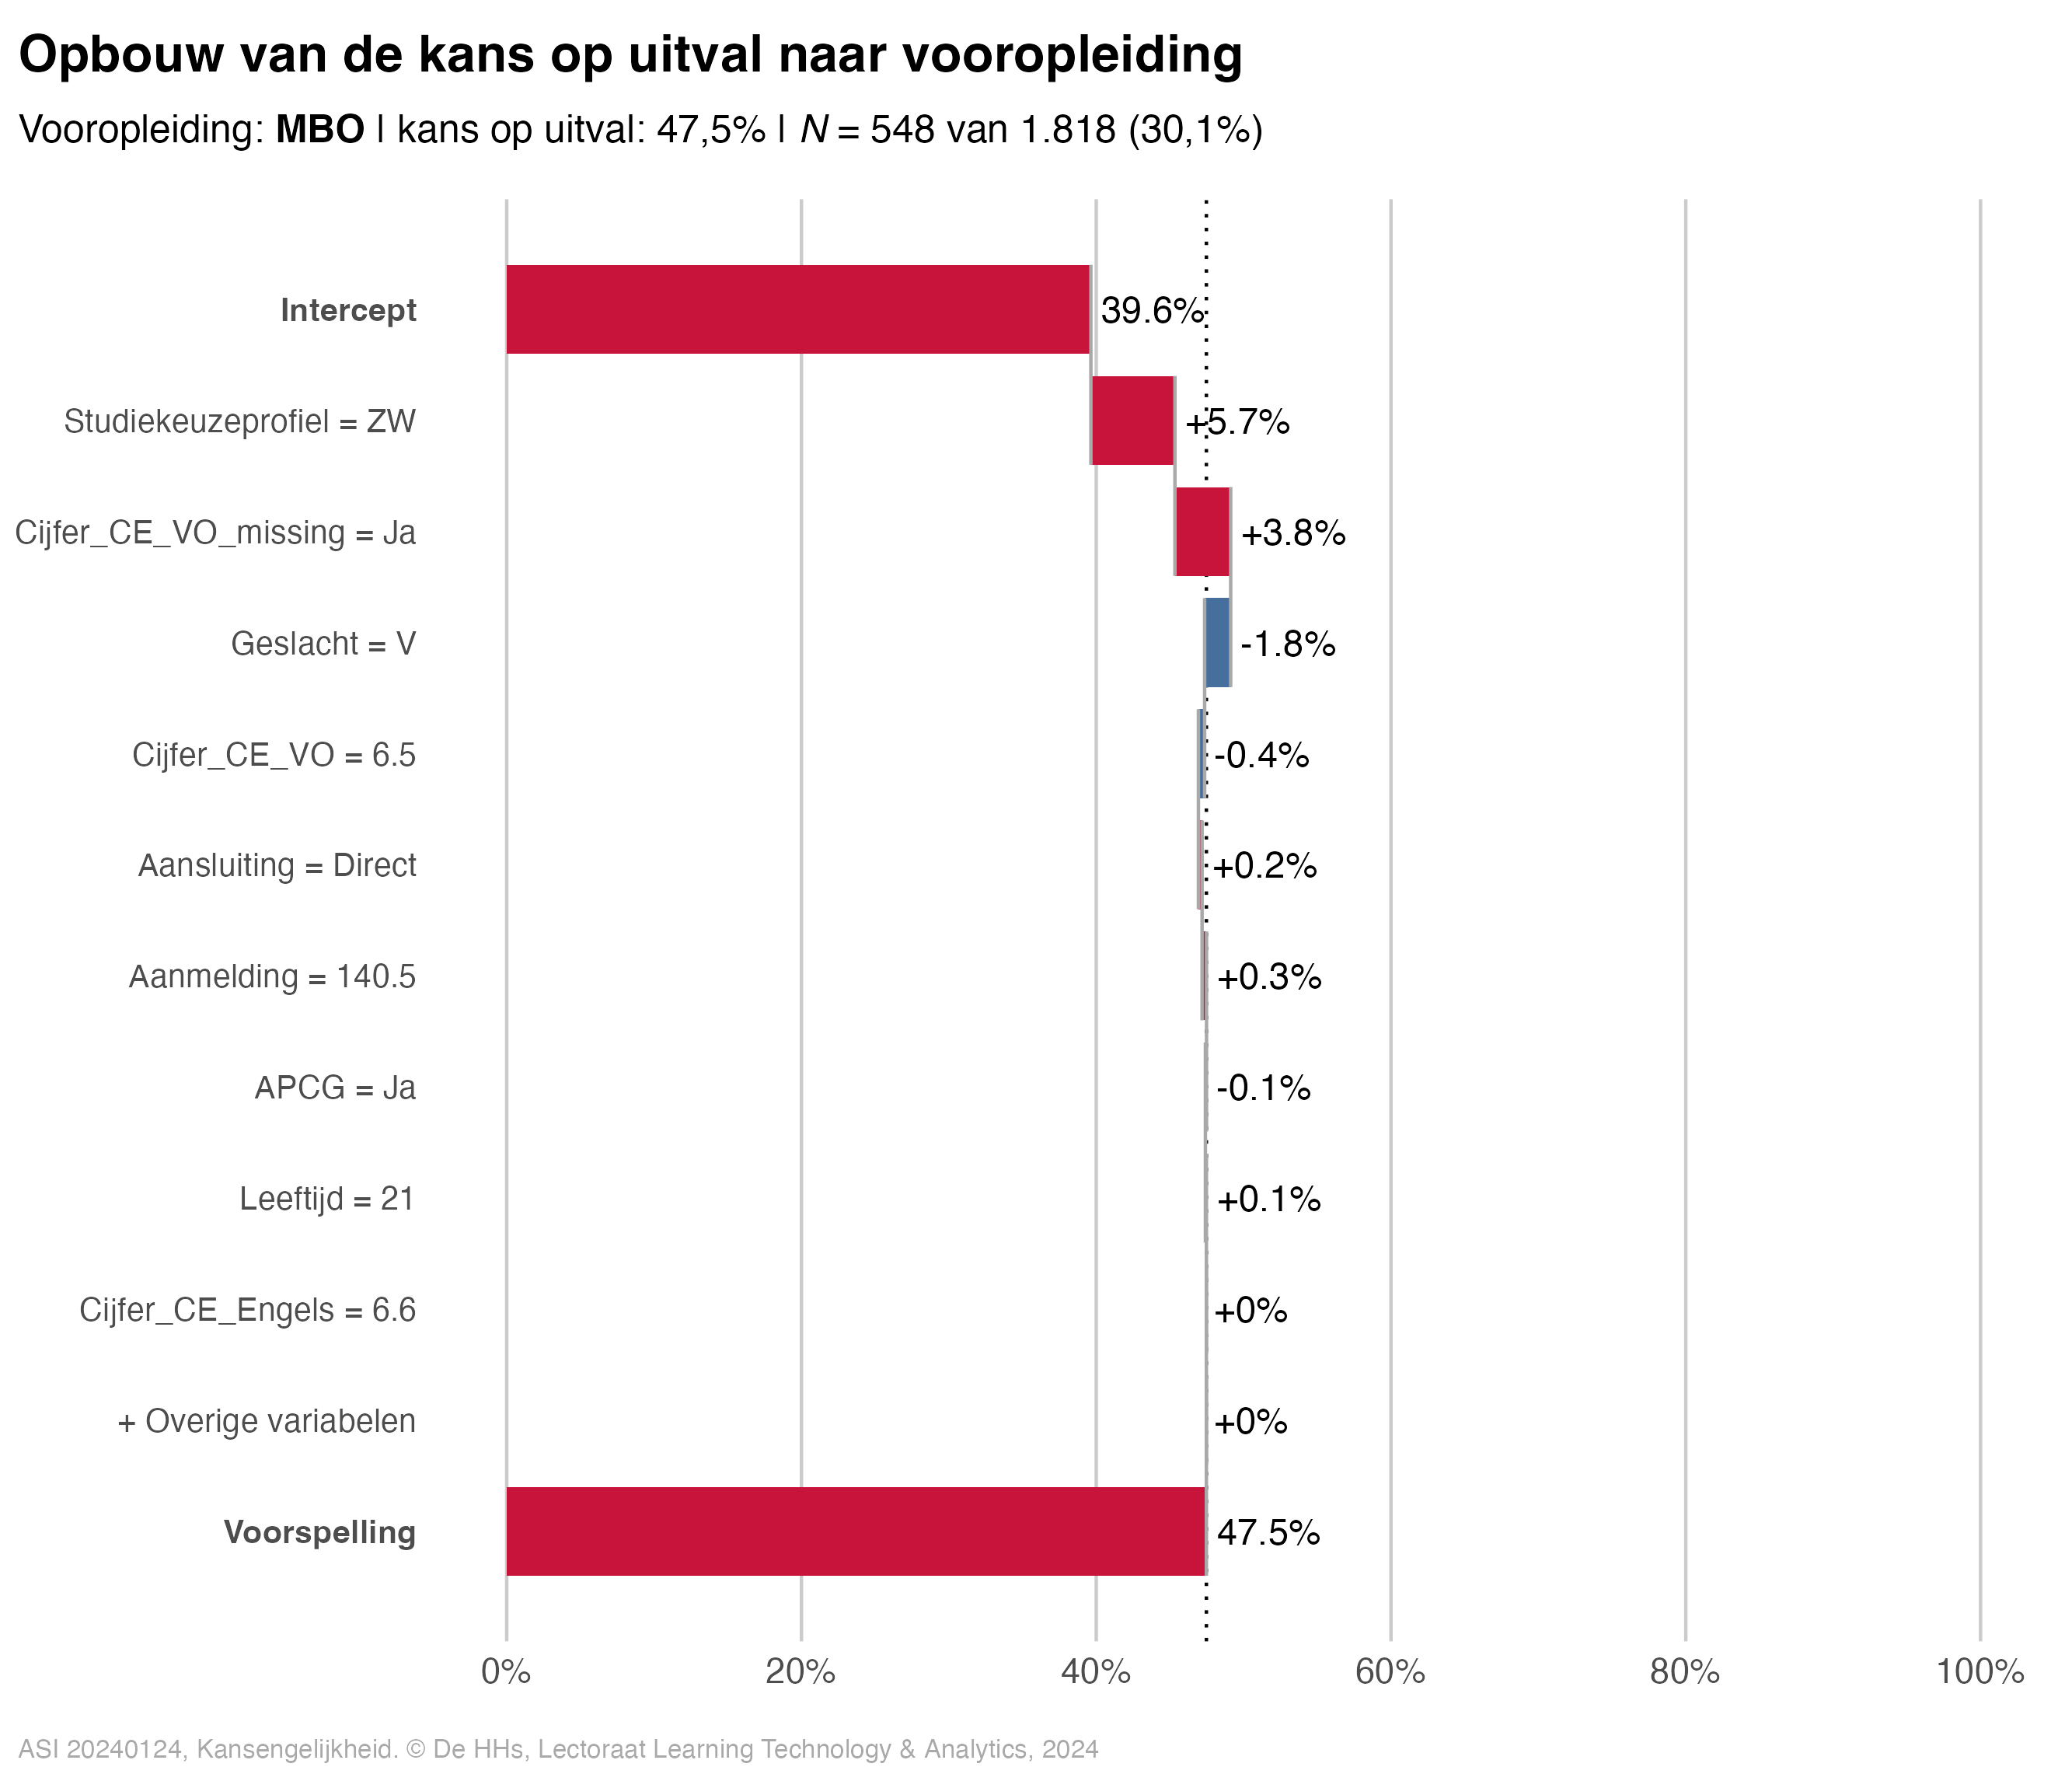 Opbouw van de kans op uitval naar vooropleiding
Vooropleiding: MBO | kans op uitval: 47,5% | N = 548 van 1.818 (30,1%)
Intercept 39.6%
Studiekeuzeprofiel = ZW +5.7%
Cijfer_CE_VO_missing = Ja +3.8%
Geslacht = V -1.8%
Cijfer_CE_VO = 6.5 -0.4%
Aansluiting = Direct +0.2%
Aanmelding = 140.5 +0.3%
APCG = Ja -0.1%
Leeftijd = 21 +0.1%
Cijfer_CE_Engels = 6.6 +0%
+ Overige variabelen +0%
Voorspelling 47.5%
0% 20% 40% 60% 80% 100%
ASI 20240124, Kansengelijkheid. © De HHs, Lectoraat Learning Technology & Analytics, 2024